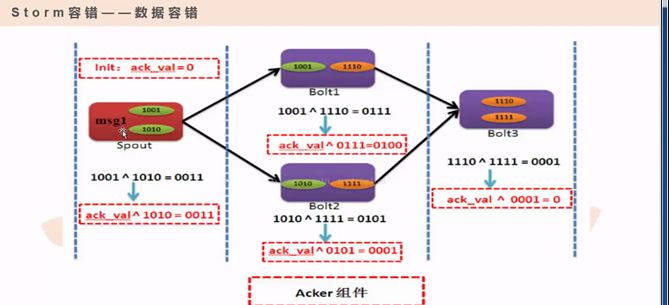 Storm容错——数据容错
Init: ack_val=0
1001
msg1
1010
Spout
1001^1010 = 0011
ack_val^1010 = 0011
1001 1110
Bolt1
1001^1110 = 0111
ack_val^0111=0100
1010 1111
Bolt2
1010^1111 = 0101
ack_val^0101 = 0001
1110
1111
Bolt3
1110^1111 = 0001
ack_val ^ 0001= 0
Acker 组件